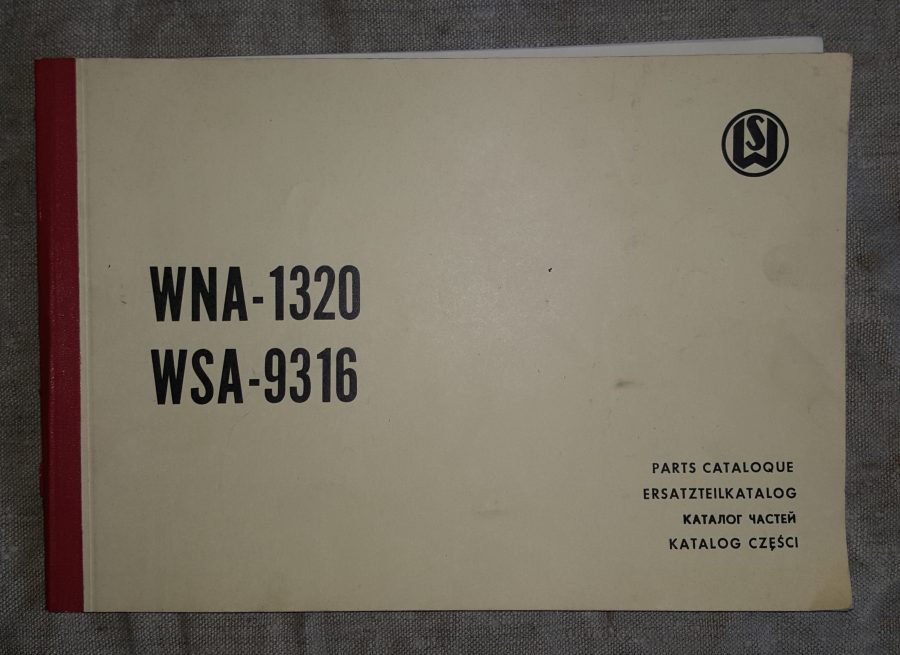 WNA-1320
WSA-9316
PARTS CATALOQUE
ERSATZTEILKATALOG
КАТАЛОГ ЧАСТЕЙ
KATALOG CZĘŚCI